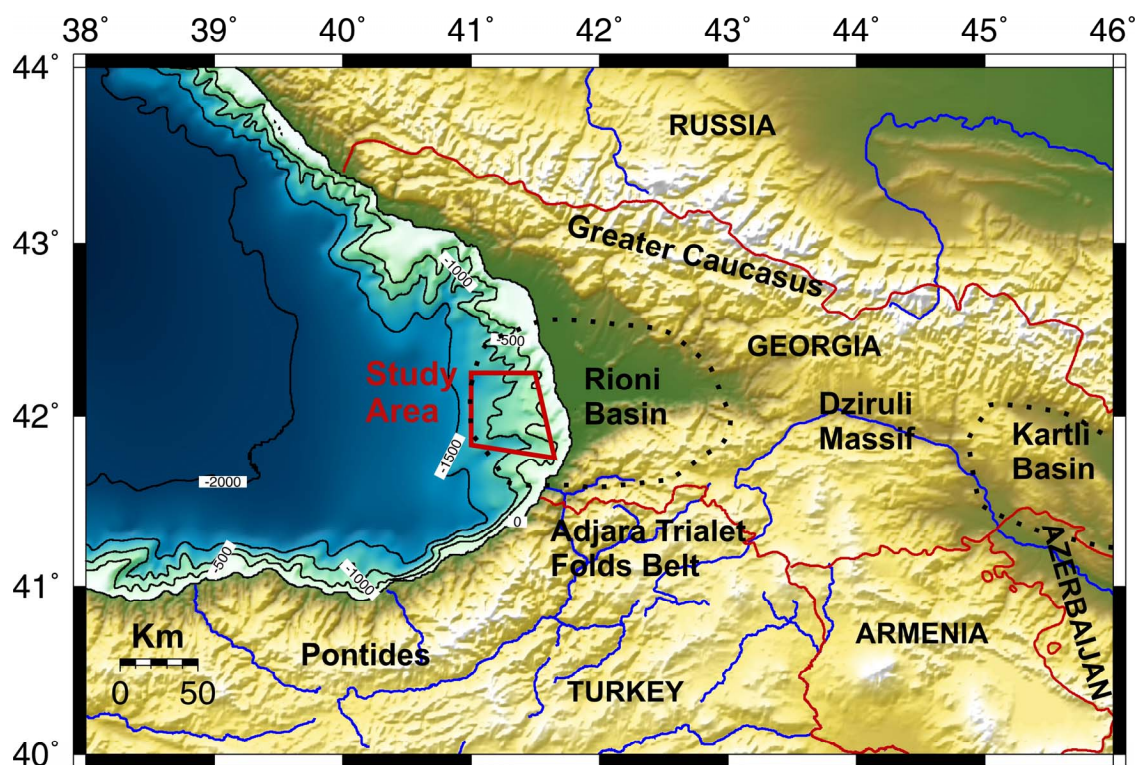 38° 39° 40° 41° 42° 43° 44° 45° 46°
44°
RUSSIA
43°
Greater Caucasus
-1000
-500
GEORGIA
Study
Area
Rioni
Basin
42°
Dziruli
Massif
Kartli
Basin
-1500
-2000
0
Adjara Trialet
Folds Belt
AZERBAIJAN
-500
-1000
41°
Km
0 50
Pontides
ARMENIA
TURKEY
40°